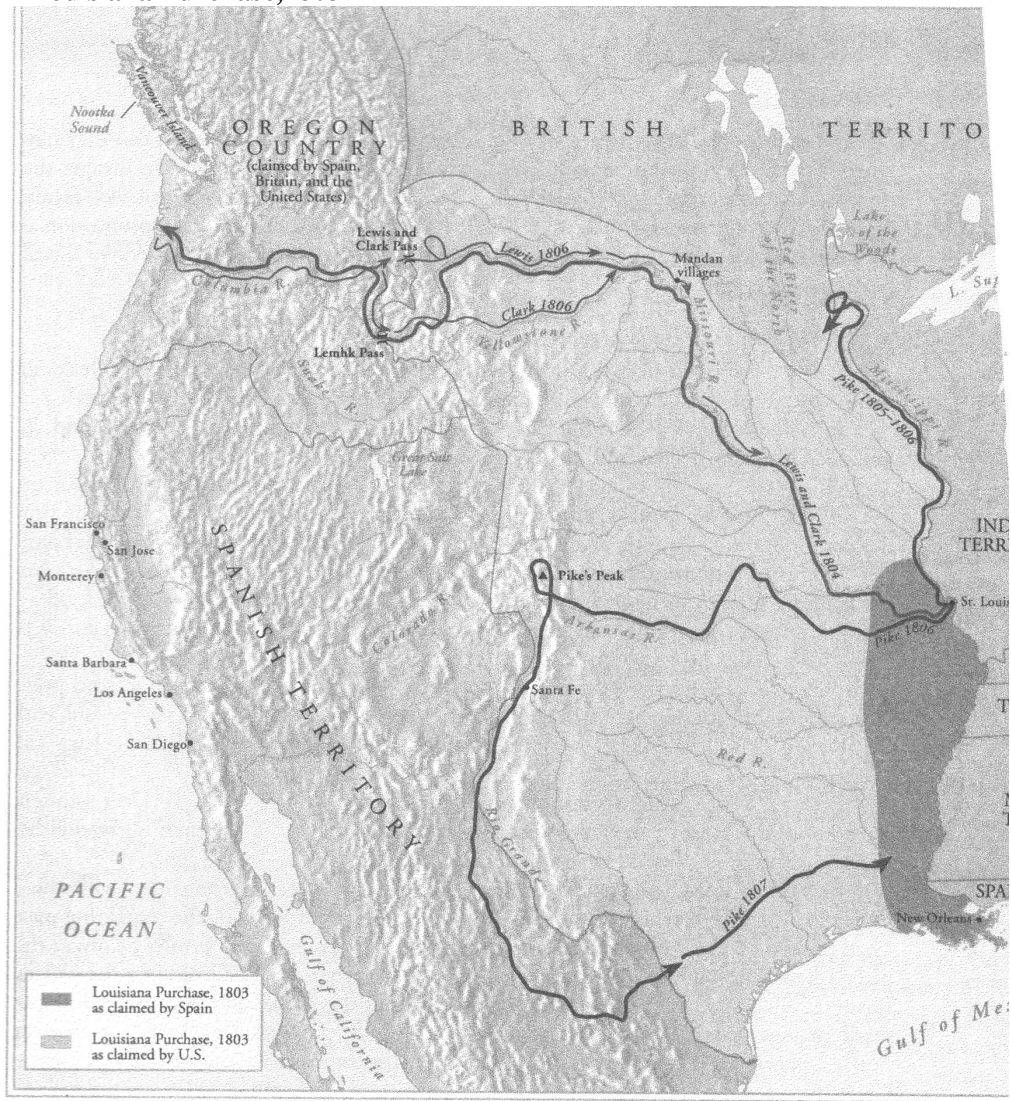 Nootka
Sound
Vancouver Island
OREGON
COUNTRY
(claimed by Spain,
Britain, and the
United States)
BRITISH
TERRITO
Lake
of the
Woods
Red River
of the North
L. Sup
Lewis and
Clark Pass
Lewis 1806
Mandan
villages
Columbia R.
Clark 1806
Yellowstone R.
Missouri R.
Lemhk Pass
Snake R.
Pike 1805–1806
Mississippi R.
Great Salt
Lake
Lewis and Clark 1804
San Francisco
San Jose
Monterey
IND
TERR
SPANISH TERRITORY
Pike's Peak
St. Louis
Colorado R.
Arkansas R.
Pike 1806
Santa Barbara
Los Angeles
Santa Fe
San Diego
T
Red R.
Rio Grande
PACIFIC
OCEAN
Pike 1807
SPA
New Orleans
Gulf of California
Gulf of Me
Louisiana Purchase, 1803
as claimed by Spain
Louisiana Purchase, 1803
as claimed by U.S.